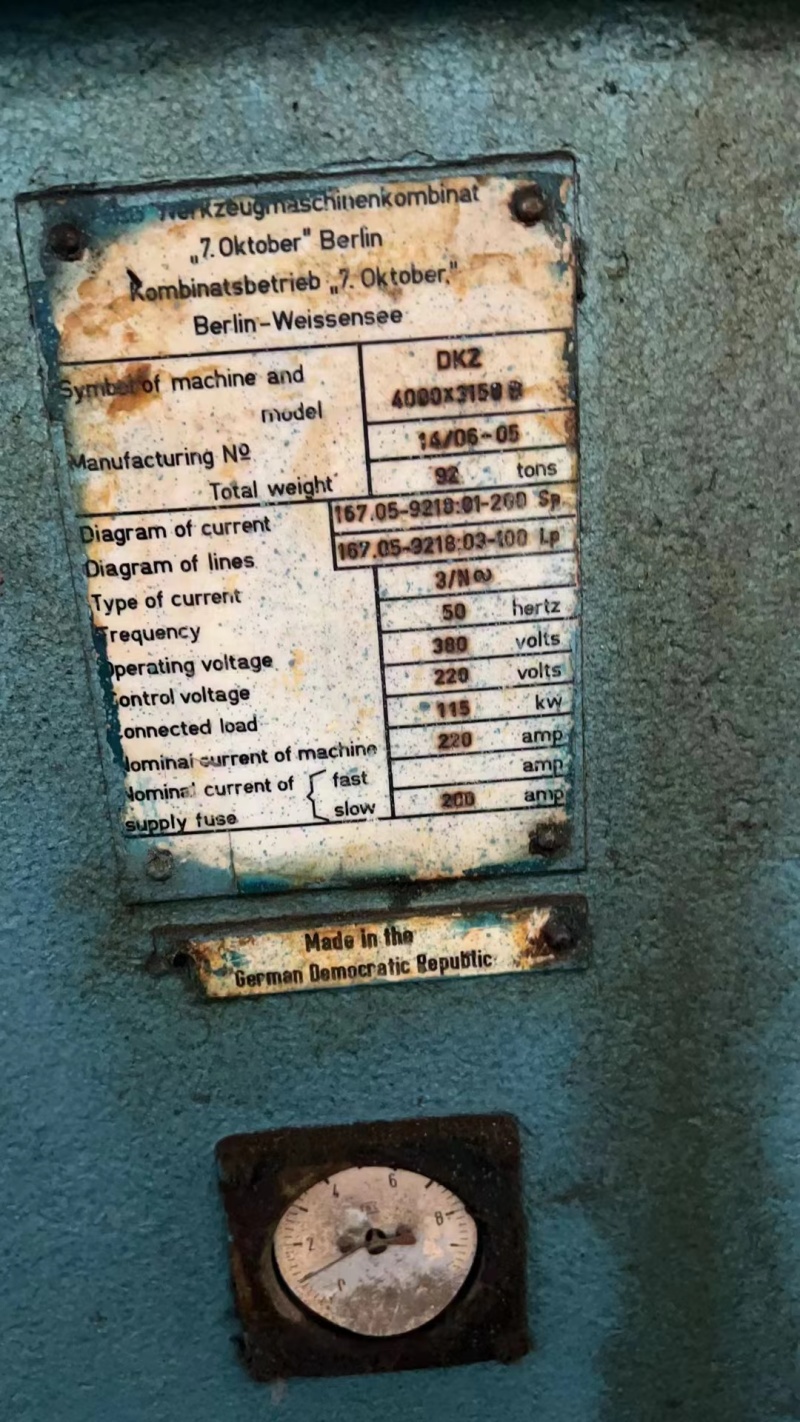 Werkzeugmaschinenkombinat
„7. Oktober" Berlin
Kombinatsbetrieb „7. Oktober,"
Berlin-Weissensee
Symbol of machine and model DKZ
4000x3150
Manufacturing Nº 14/06-05
Total weight 92 tons
Diagram of current 167.05-9218:01-200 Sp
Diagram of lines 167.05-9218:03-100 Lp
Type of current 3/N∾
Frequency 50 hertz
Operating voltage 380 volts
Control voltage 220 volts
Connected load 115 kw
Nominal current of machine 220 amp
Nominal current of supply fuse fast amp
slow 200 amp
Made in the
German Democratic Republic
4 6
2 8
0